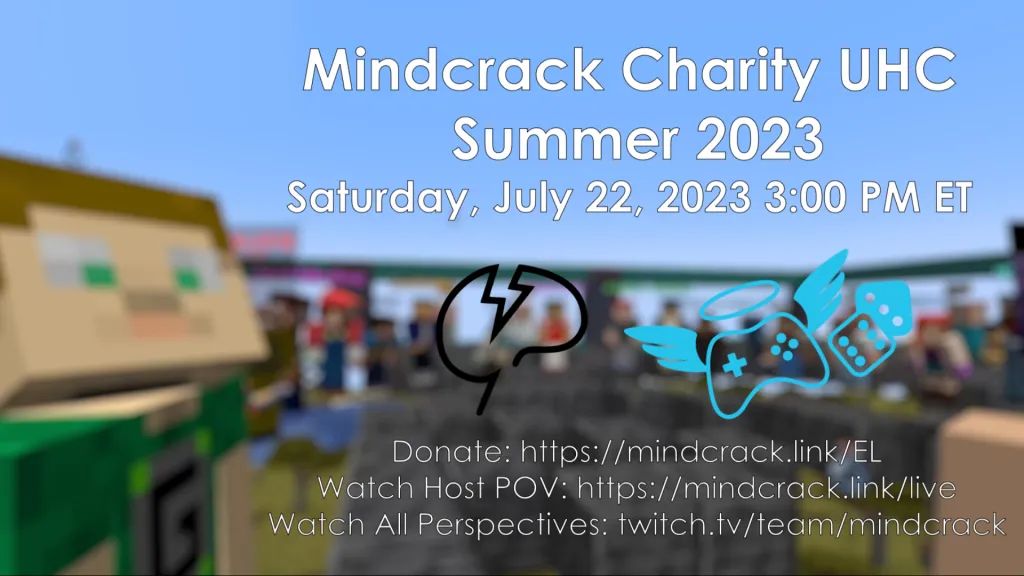 Mindcrack Charity UHC
Summer 2023
Saturday, July 22, 2023 3:00 PM ET
Donate: https://mindcrack.link/EL
Watch Host POV: https://mindcrack.link/live
Watch All Perspectives: twitch.tv/team/mindcrack